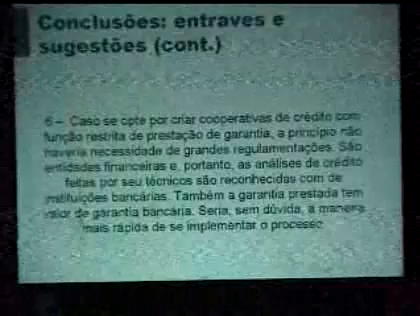 Conclusões: entraves e
sugestões (cont.)
6 – Caso se opte por criar cooperativas de crédito com
função restrita de prestação de garantia, a princípio não
haveria necessidade de grandes regulamentações. São
entidades financeiras e, portanto, as análises de crédito
feitas por seu técnicos são reconhecidas com de
instituições bancárias. Também a garantia prestada tem
valor de garantia bancária. Seria, sem dúvida, a maneira
mais rápida de se implementar o processo